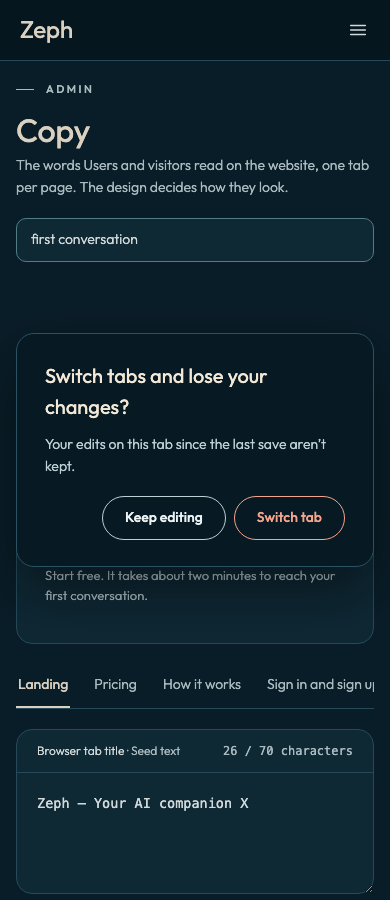 Zeph
ADMIN
Copy
The words Users and visitors read on the website, one tab
per page. The design decides how they look.
first conversation
Switch tabs and lose your
changes?
Your edits on this tab since the last save aren’t
kept.
Keep editing
Switch tab
Start free. It takes about two minutes to reach your
first conversation.
Landing Pricing How it works Sign in and sign up
Browser tab title · Seed text 26 / 70 characters
Zeph — Your AI companion X